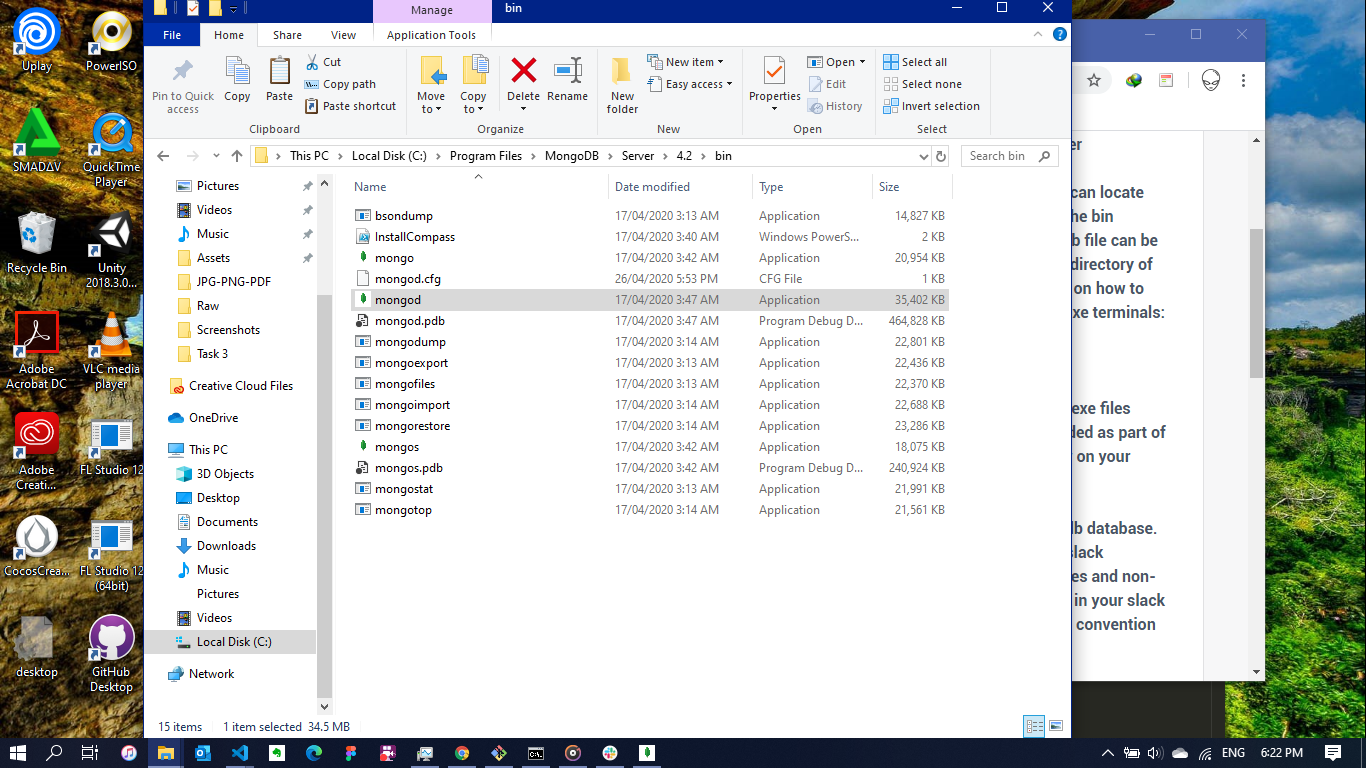 Manage
bin
File
Home
Share
View
Application Tools
Pin to Quick
access
Copy
Paste
Cut
Copy path
Paste shortcut
Clipboard
Move
to
Copy
to
Delete
Rename
Organize
New
folder
New item
Easy access
New
Properties
Open
Edit
History
Open
Select all
Select none
Invert selection
Select
This PC
Local Disk (C:)
Program Files
MongoDB
Server
4.2
bin
Search bin
Pictures
Videos
Music
Assets
JPG-PNG-PDF
Raw
Screenshots
Task 3
Creative Cloud Files
OneDrive
This PC
3D Objects
Desktop
Documents
Downloads
Music
Pictures
Videos
Local Disk (C:)
Network
Name Date modified Type Size
bsondump 17/04/2020 3:13 AM Application 14,827 KB
InstallCompass 17/04/2020 3:40 AM Windows PowerS... 2 KB
mongo 17/04/2020 3:42 AM Application 20,954 KB
mongod.cfg 26/04/2020 5:53 PM CFG File 1 KB
mongod 17/04/2020 3:47 AM Application 35,402 KB
mongod.pdb 17/04/2020 3:47 AM Program Debug D... 464,828 KB
mongodump 17/04/2020 3:14 AM Application 22,801 KB
mongoexport 17/04/2020 3:13 AM Application 22,436 KB
mongofiles 17/04/2020 3:13 AM Application 22,370 KB
mongoimport 17/04/2020 3:14 AM Application 22,688 KB
mongorestore 17/04/2020 3:14 AM Application 23,286 KB
mongos 17/04/2020 3:42 AM Application 18,075 KB
mongos.pdb 17/04/2020 3:42 AM Program Debug D... 240,924 KB
mongostat 17/04/2020 3:13 AM Application 21,991 KB
mongotop 17/04/2020 3:14 AM Application 21,561 KB
15 items 1 item selected 34.5 MB
Uplay
PowerISO
SMADΔV
QuickTime
Player
Recycle Bin
Unity
2018.3.0...
Adobe
Acrobat DC
VLC media
player
Adobe
Creati...
FL Studio 12
CocosCrea...
FL Studio 12
(64bit)
desktop
GitHub
Desktop
er
can locate
he bin
b file can be
directory of
on how to
xe terminals:
exe files
ded as part of
r on your
db database.
slack
es and non-
in your slack
convention
ENG
6:22 PM